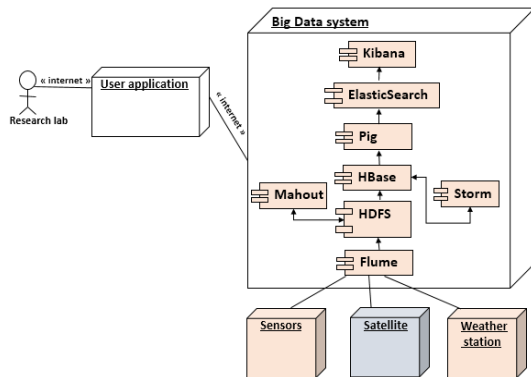 Big Data system
Kibana
« internet »
User application
ElasticSearch
« internet »
Research lab
Pig
HBase
Mahout
Storm
HDFS
Flume
Sensors
Satellite
Weather
station